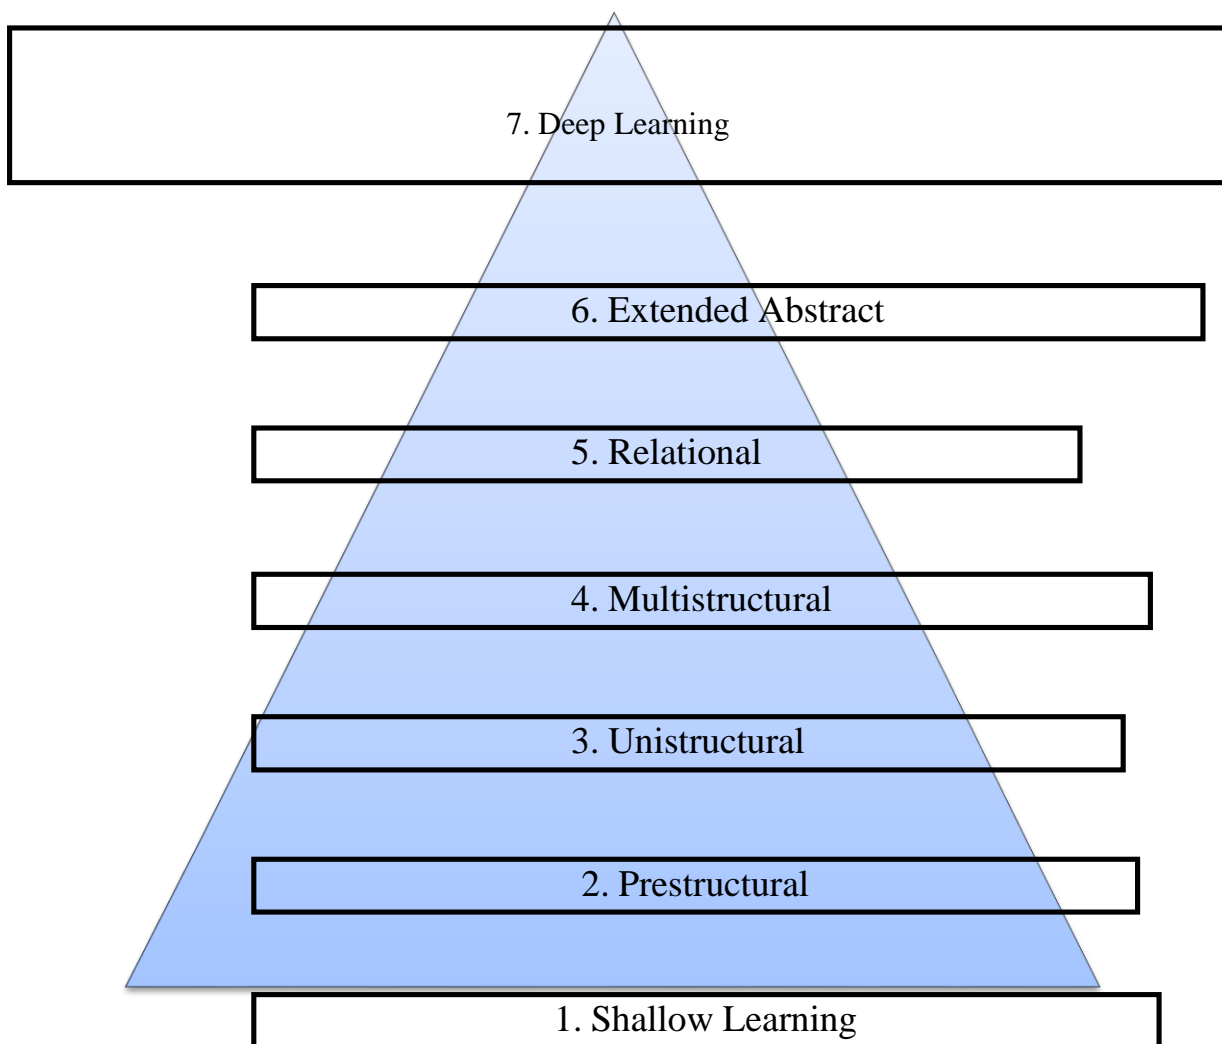 7. Deep Learning
6. Extended Abstract
5. Relational
4. Multistructural
3. Unistructural
2. Prestructural
1. Shallow Learning